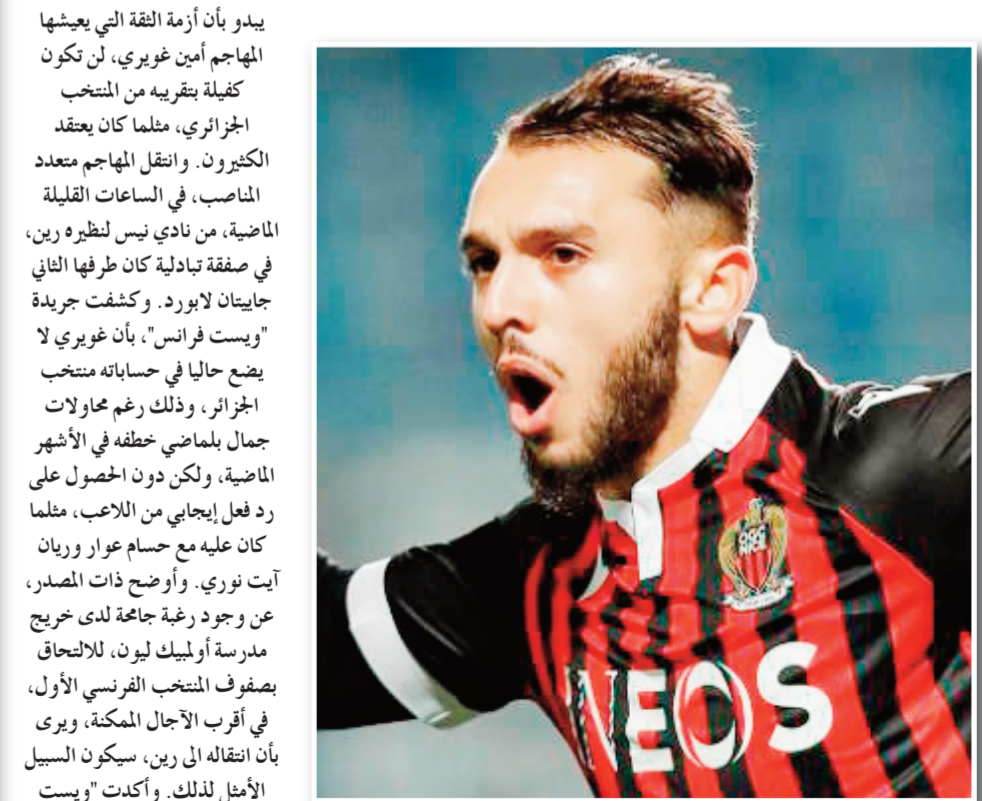 يبدو بأن أزمة الثقة التي يعيشها
المهاجم أمين غويري، لن تكون
كفيلة بتقريبه من المنتخب
الجزائري، مثلما كان يعتقد
الكثيرون. وانتقل المهاجم متعدد
المناصب، في الساعات القليلة
الماضية، من نادي نيس لنظيره رين،
في صفقة تبادلية كان طرفها الثاني
جاييتان لابورد. وكشفت جريدة
"ويست فرانس"، بأن غويري لا
يضع حاليا في حساباته منتخب
الجزائر، وذلك رغم محاولات
جمال بلماضي خطفه في الأشهر
الماضية، ولكن دون الحصول على
رد فعل إيجابي من اللاعب، مثلما
كان عليه مع حسام عوار وريان
آيت نوري. وأوضح ذات المصدر،
عن وجود رغبة جامحة لدى خريج
مدرسة أولمبيك ليون، للالتحاق
بصفوف المنتخب الفرنسي الأول،
في أقرب الآجال الممكنة، ويرى
بأن انتقاله الى رين، سيكون السبيل
الأمثل لذلك. وأكدت "ويست
INEOS